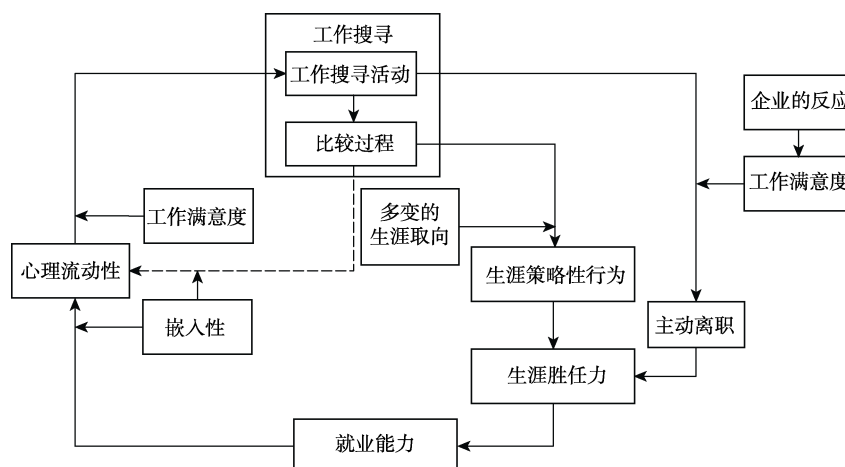 工作搜寻
工作搜寻活动
企业的反应
比较过程
工作满意度
工作满意度
多变的
生涯取向
心理流动性
生涯策略性行为
嵌入性
主动离职
生涯胜任力
就业能力